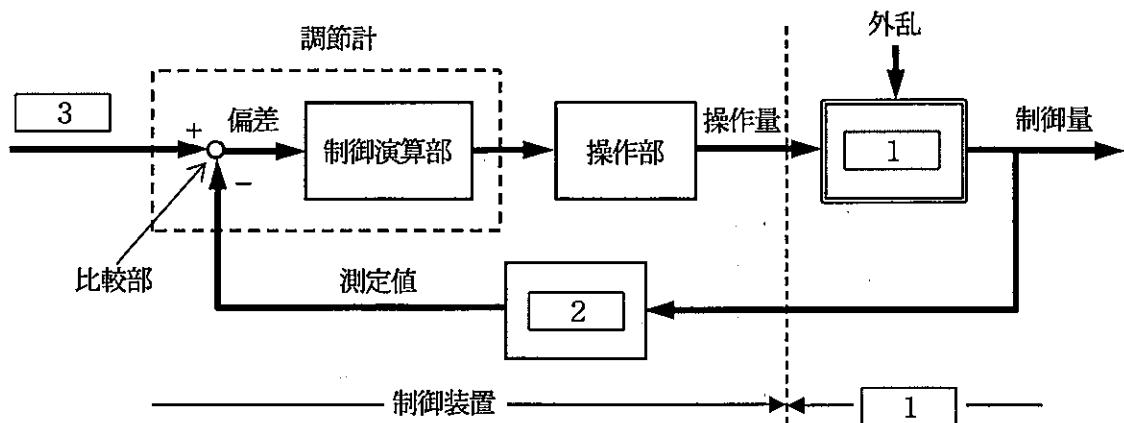 外乱
調節計
3
+
偏差
制御演算部
操作部
操作量
1
制御量
−
比較部
測定値
2
制御装置
1